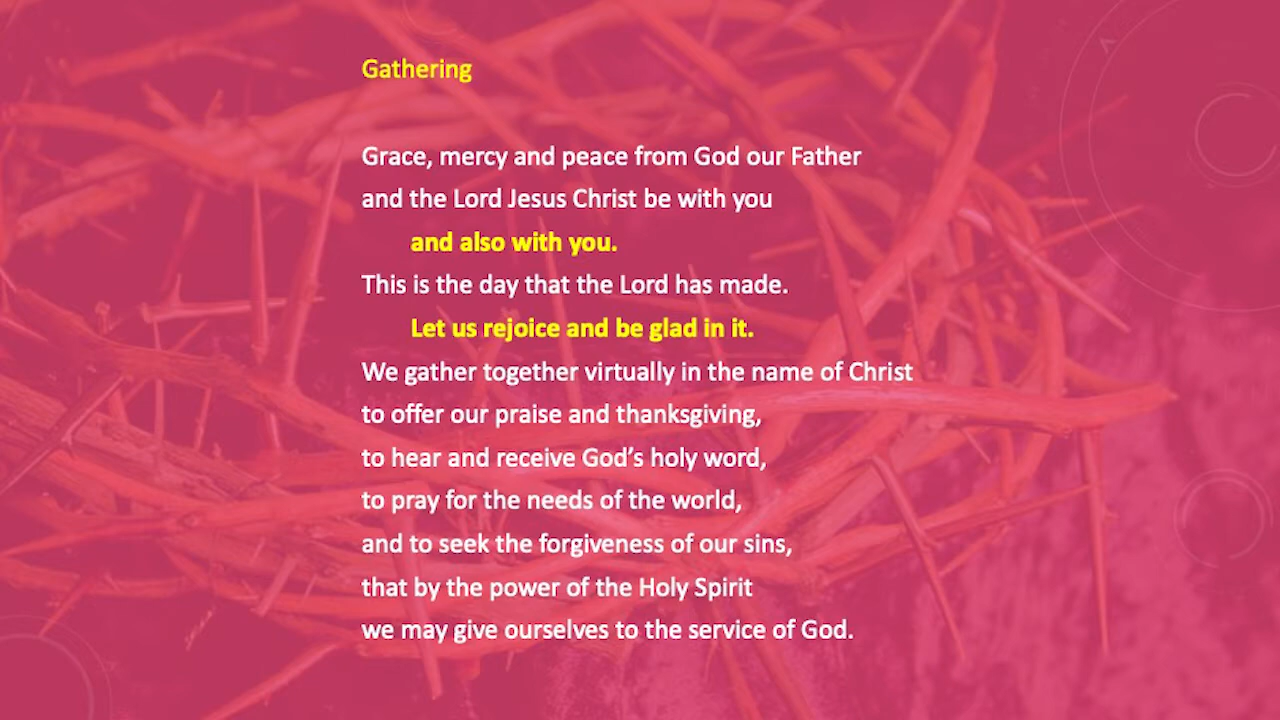 Gathering
Grace, mercy and peace from God our Father
and the Lord Jesus Christ be with you
and also with you.
This is the day that the Lord has made.
Let us rejoice and be glad in it.
We gather together virtually in the name of Christ
to offer our praise and thanksgiving,
to hear and receive God’s holy word,
to pray for the needs of the world,
and to seek the forgiveness of our sins,
that by the power of the Holy Spirit
we may give ourselves to the service of God.